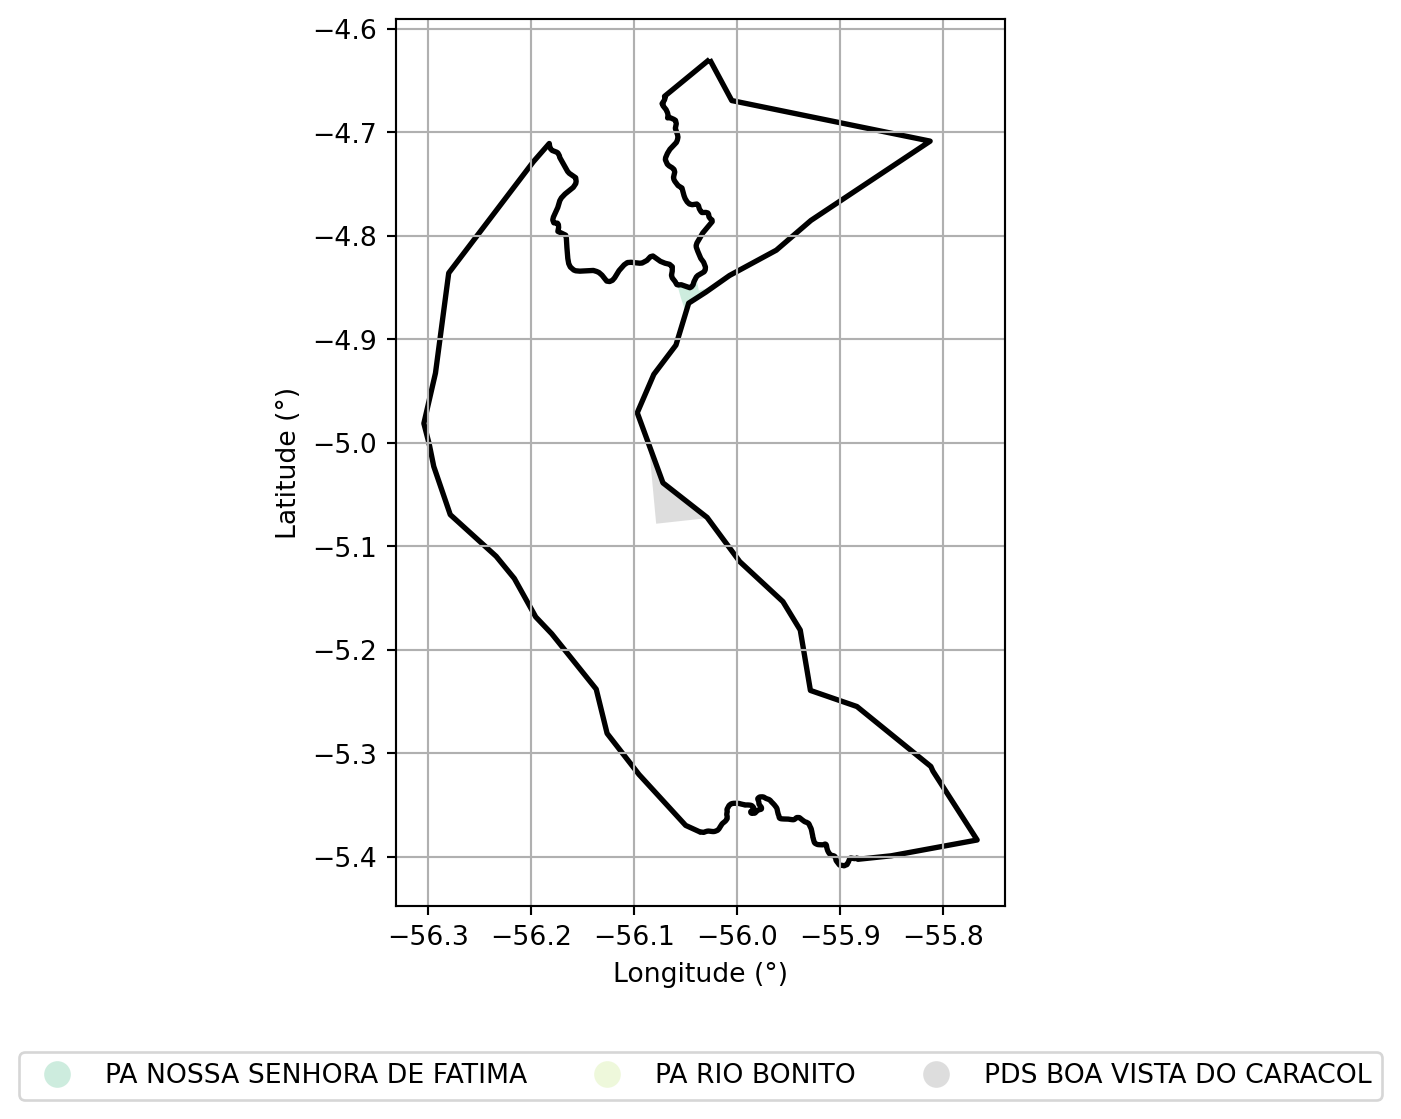 −4.6
−4.7
−4.8
−4.9
−5.0
−5.1
−5.2
−5.3
−5.4
Latitude (°)
−56.3 −56.2 −56.1 −56.0 −55.9 −55.8
Longitude (°)
PA NOSSA SENHORA DE FATIMA PA RIO BONITO PDS BOA VISTA DO CARACOL